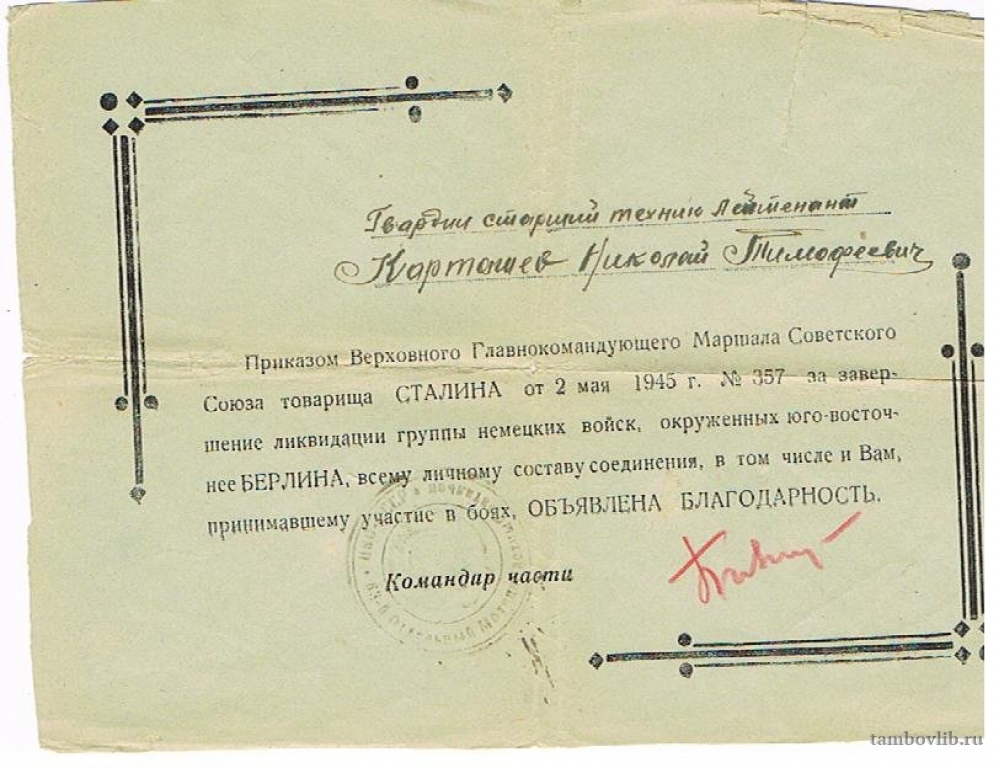 Гвардии старший техник Лейтенант
Карташев Николай Тимофеевич
Приказом Верховного Главнокомандующего Маршала Советского
Союза товарища СТАЛИНА от 2 мая 1945 г. № 357 за завер-
шение ликвидации группы немецких войск, окруженных юго-восточ-
нее БЕРЛИНА, всему личному составу соединения, в том числе и Вам,
принимавшему участие в боях, ОБЪЯВЛЕНА БЛАГОДАРНОСТЬ.
Командир части
tambovlib.ru